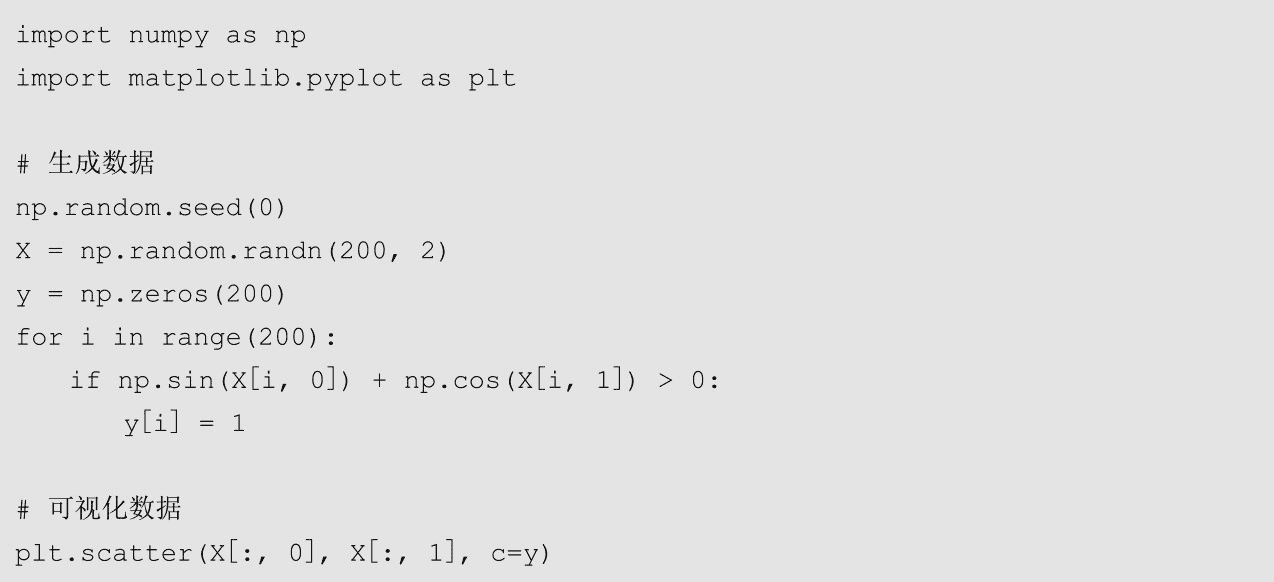 import numpy as np
import matplotlib.pyplot as plt
# 生成数据
np.random.seed(0)
X = np.random.randn(200, 2)
y = np.zeros(200)
for i in range(200):
    if np.sin(X[i, 0]) + np.cos(X[i, 1]) > 0:
        y[i] = 1
# 可视化数据
plt.scatter(X[:, 0], X[:, 1], c=y)